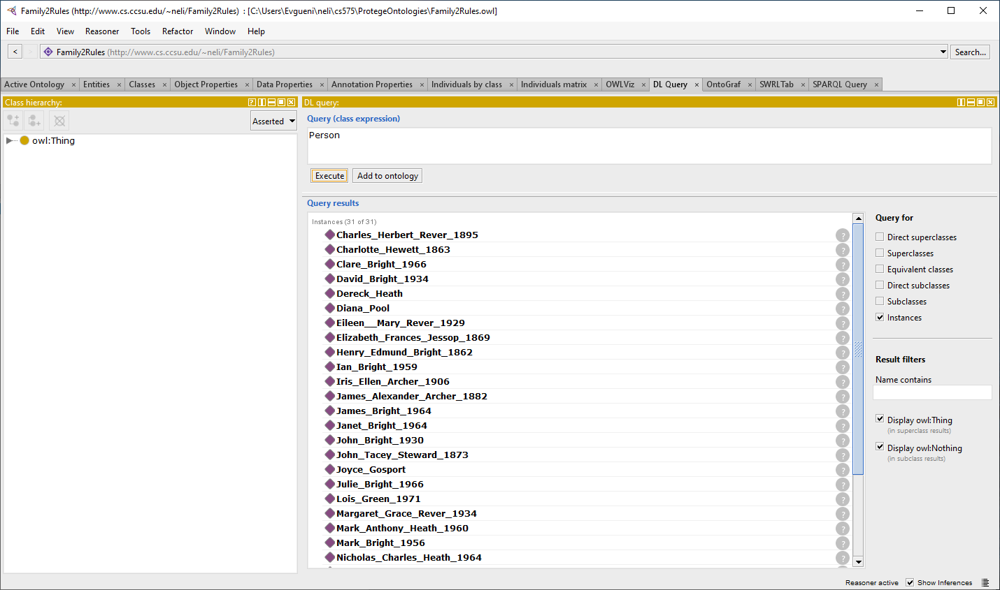 Family2Rules (http://www.cs.ccsu.edu/~neli/Family2Rules) : [C:\Users\Evgueni\neli\cs575\ProtegeOntologies\Family2Rules.owl]
File Edit View Reasoner Tools Refactor Window Help
< > Family2Rules (http://www.cs.ccsu.edu/~neli/Family2Rules) Search...
Active Ontology × Entities × Classes × Object Properties × Data Properties × Annotation Properties × Individuals by class × Individuals matrix × OWLViz × DL Query × OntoGraf × SWRLTab × SPARQL Query ×
Class hierarchy:
Asserted
owl:Thing
DL query:
Query (class expression)
Person
Execute Add to ontology
Query results
Instances (31 of 31)
Charles_Herbert_Rever_1895 ?
Charlotte_Hewett_1863 ?
Clare_Bright_1966 ?
David_Bright_1934 ?
Dereck_Heath ?
Diana_Pool ?
Eileen__Mary_Rever_1929 ?
Elizabeth_Frances_Jessop_1869 ?
Henry_Edmund_Bright_1862 ?
Ian_Bright_1959 ?
Iris_Ellen_Archer_1906 ?
James_Alexander_Archer_1882 ?
James_Bright_1964 ?
Janet_Bright_1964 ?
John_Bright_1930 ?
John_Tacey_Steward_1873 ?
Joyce_Gosport ?
Julie_Bright_1966 ?
Lois_Green_1971 ?
Margaret_Grace_Rever_1934 ?
Mark_Anthony_Heath_1960 ?
Mark_Bright_1956 ?
Nicholas_Charles_Heath_1964 ?
Query for
Direct superclasses
Superclasses
Equivalent classes
Direct subclasses
Subclasses
Instances
Result filters
Name contains
Display owl:Thing
(in superclass results)
Display owl:Nothing
(in subclass results)
Reasoner active Show Inferences